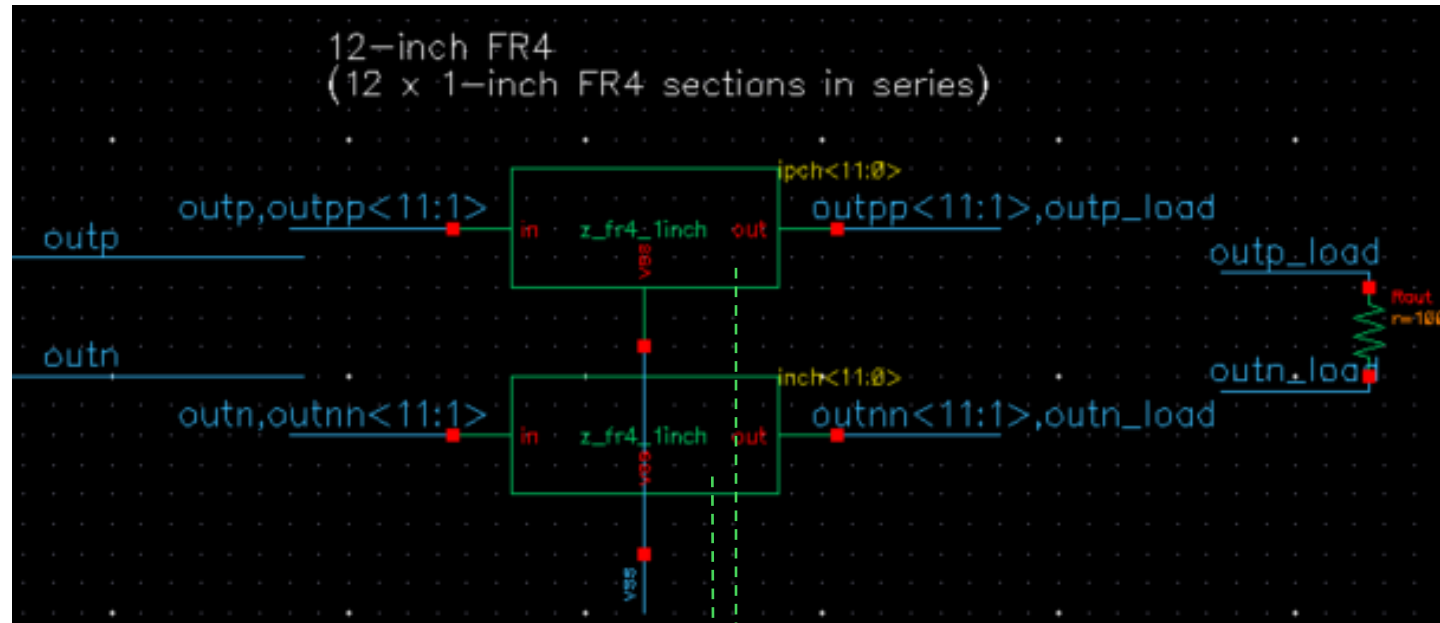 12-inch FR4
(12 x 1-inch FR4 sections in series)
ipch<11:0>
outp,outpp<11:1>
outpp<11:1>,outp_load
in
z_fr4_1inch
out
VSS
outp
outp_load
Rout
r=100
outn
outn_load
inch<11:0>
outn,outnn<11:1>
outnn<11:1>,outn_load
in
z_fr4_1inch
out
VSS
VSS